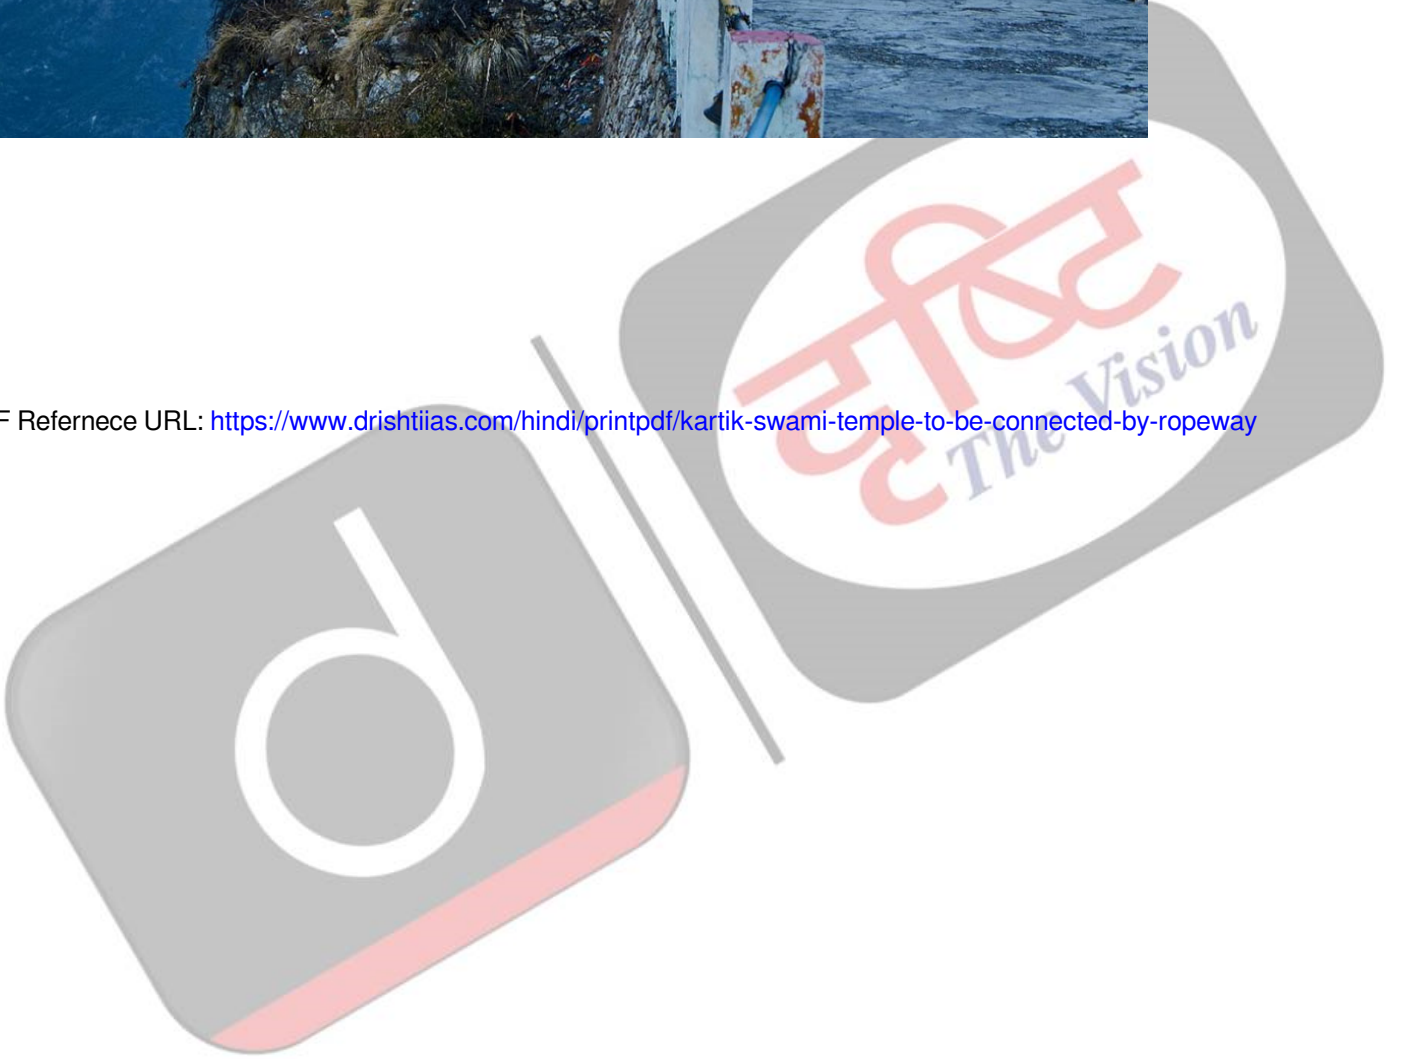 दृष्टि
The Vision
F Refernece URL: https://www.drishtiias.com/hindi/printpdf/kartik-swami-temple-to-be-connected-by-ropeway
d